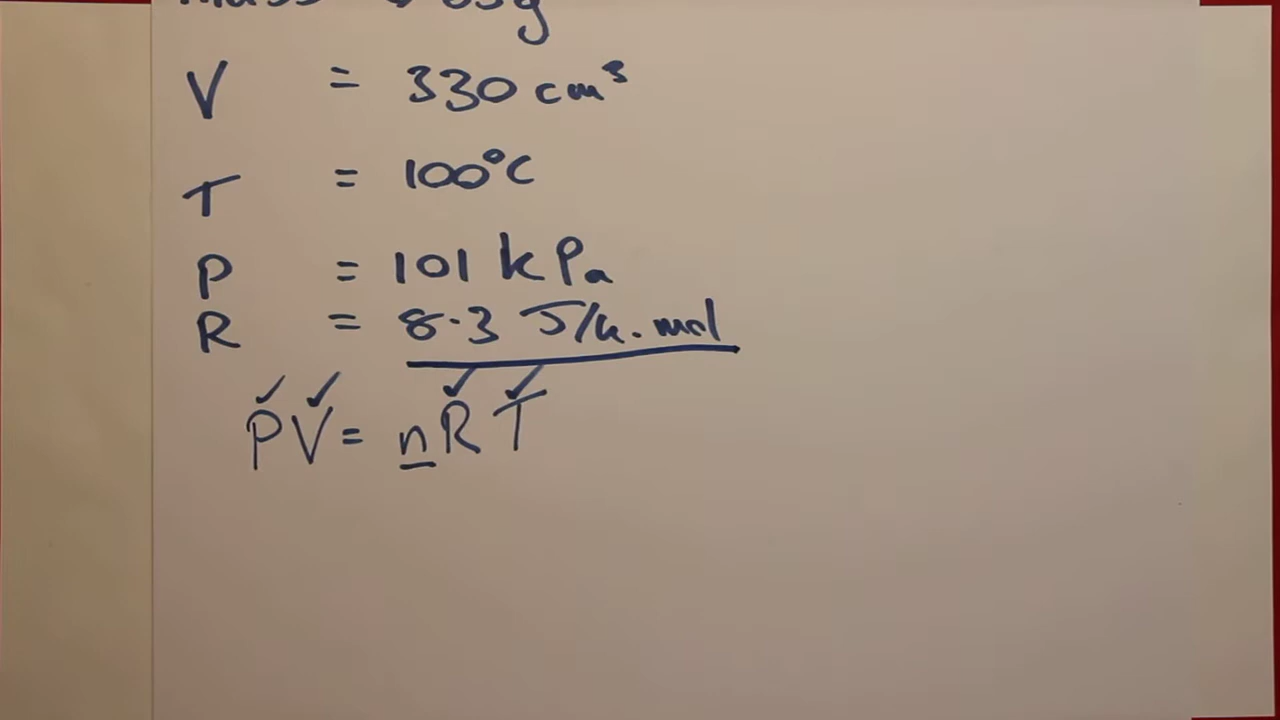 V = 330 cm³
T = 100°C
P = 101 kPa
R = 8.3 J/k.mol
PV = nRT